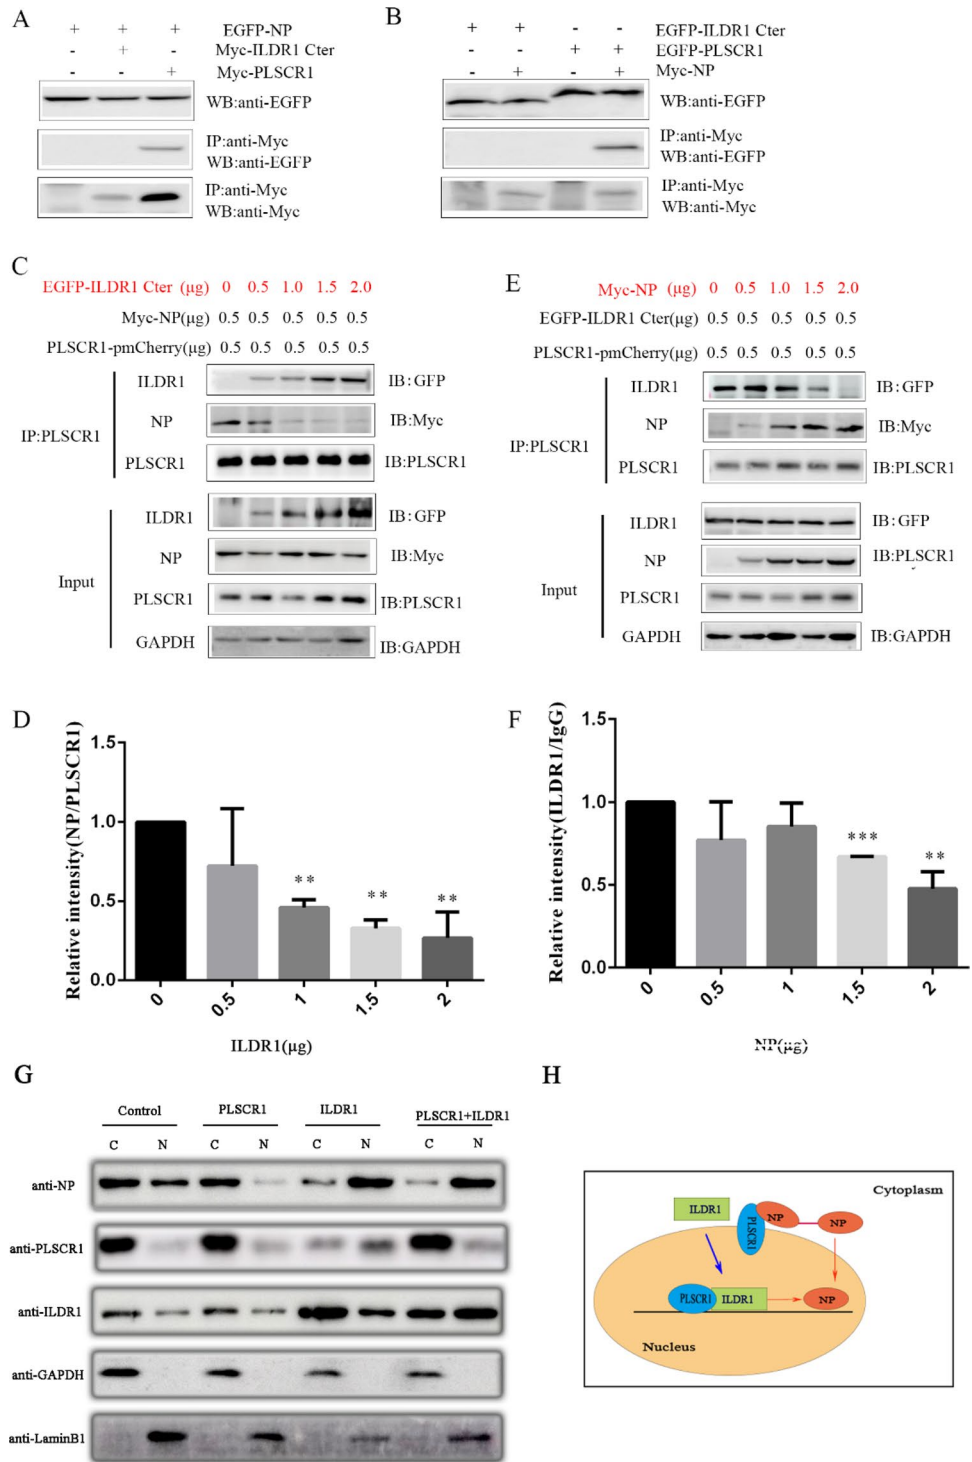 A
+ + + EGFP-NP
- + - Myc-ILDR1 Cter
- - + Myc-PLSCR1
WB:anti-EGFP
IP:anti-Myc
WB:anti-EGFP
IP:anti-Myc
WB:anti-Myc
B
+ + - - EGFP-ILDR1 Cter
- - + + EGFP-PLSCR1
- + - + Myc-NP
WB:anti-EGFP
IP:anti-Myc
WB:anti-EGFP
IP:anti-Myc
WB:anti-Myc
C
EGFP-ILDR1 Cter (μg) 0 0.5 1.0 1.5 2.0
Myc-NP(μg) 0.5 0.5 0.5 0.5 0.5
PLSCR1-pmCherry(μg) 0.5 0.5 0.5 0.5 0.5
IP:PLSCR1
ILDR1 IB:GFP
NP IB:Myc
PLSCR1 IB:PLSCR1
Input
ILDR1 IB:GFP
NP IB:Myc
PLSCR1 IB:PLSCR1
GAPDH IB:GAPDH
E
Myc-NP (μg) 0 0.5 1.0 1.5 2.0
EGFP-ILDR1 Cter(μg) 0.5 0.5 0.5 0.5 0.5
PLSCR1-pmCherry(μg) 0.5 0.5 0.5 0.5 0.5
IP:PLSCR1
ILDR1 IB:GFP
NP IB:Myc
PLSCR1 IB:PLSCR1
Input
ILDR1 IB:GFP
NP IB:PLSCR1
PLSCR1
GAPDH IB:GAPDH
D
Relative intensity(NP/PLSCR1)
1.5
1.0
0.5
0.0
** ** **
0 0.5 1 1.5 2
ILDR1(μg)
F
Relative intensity(ILDR1/IgG)
1.5
1.0
0.5
0.0
*** **
0 0.5 1 1.5 2
NP(μg)
G
Control PLSCR1 ILDR1 PLSCR1+ILDR1
C N C N C N C N
anti-NP
anti-PLSCR1
anti-ILDR1
anti-GAPDH
anti-LaminB1
H
Cytoplasm
ILDR1
PLSCR1
NP
NP
PLSCR1
ILDR1
NP
Nucleus